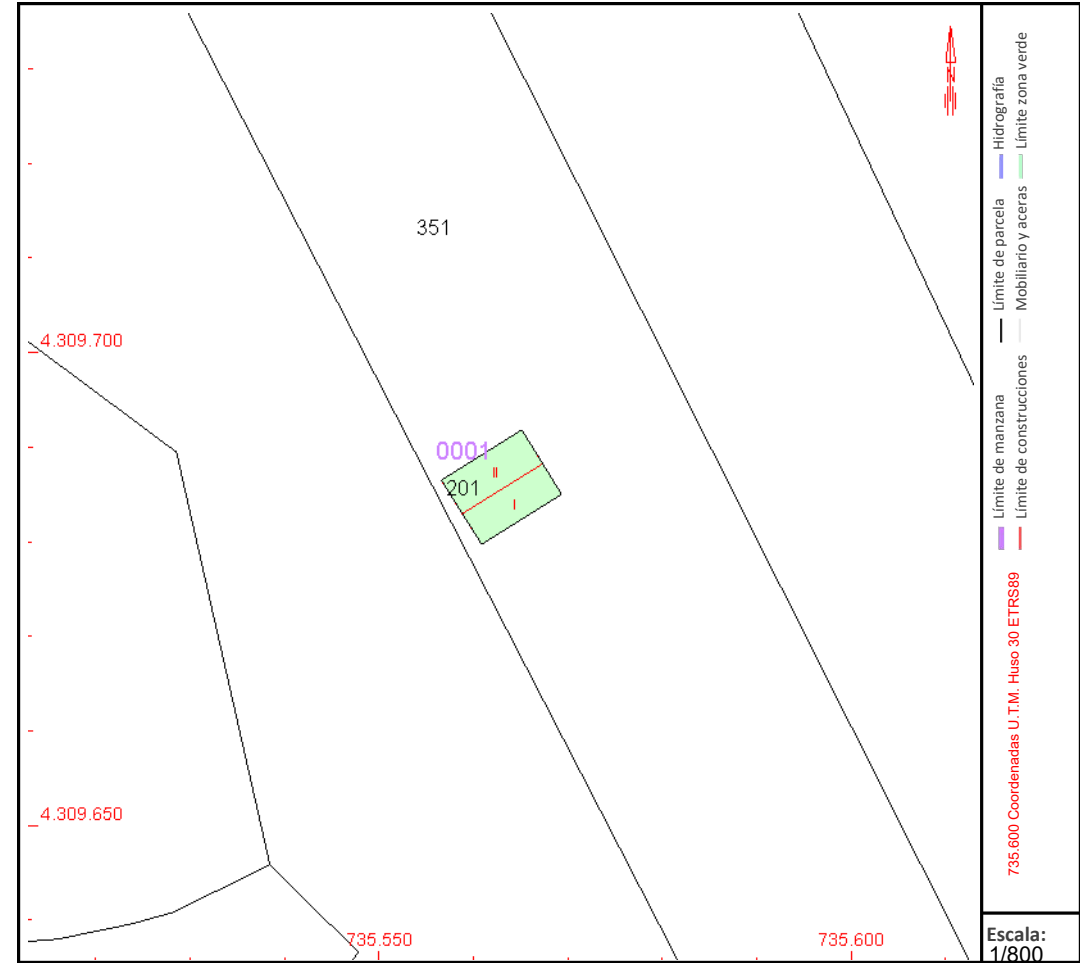 351
4.309.700
0001
II
201
I
4.309.650
735.550
735.600
N
Hidrografía
Límite zona verde
Límite de parcela
Mobiliario y aceras
Límite de manzana
Límite de construcciones
735.600 Coordenadas U.T.M. Huso 30 ETRS89
Escala:
1/800